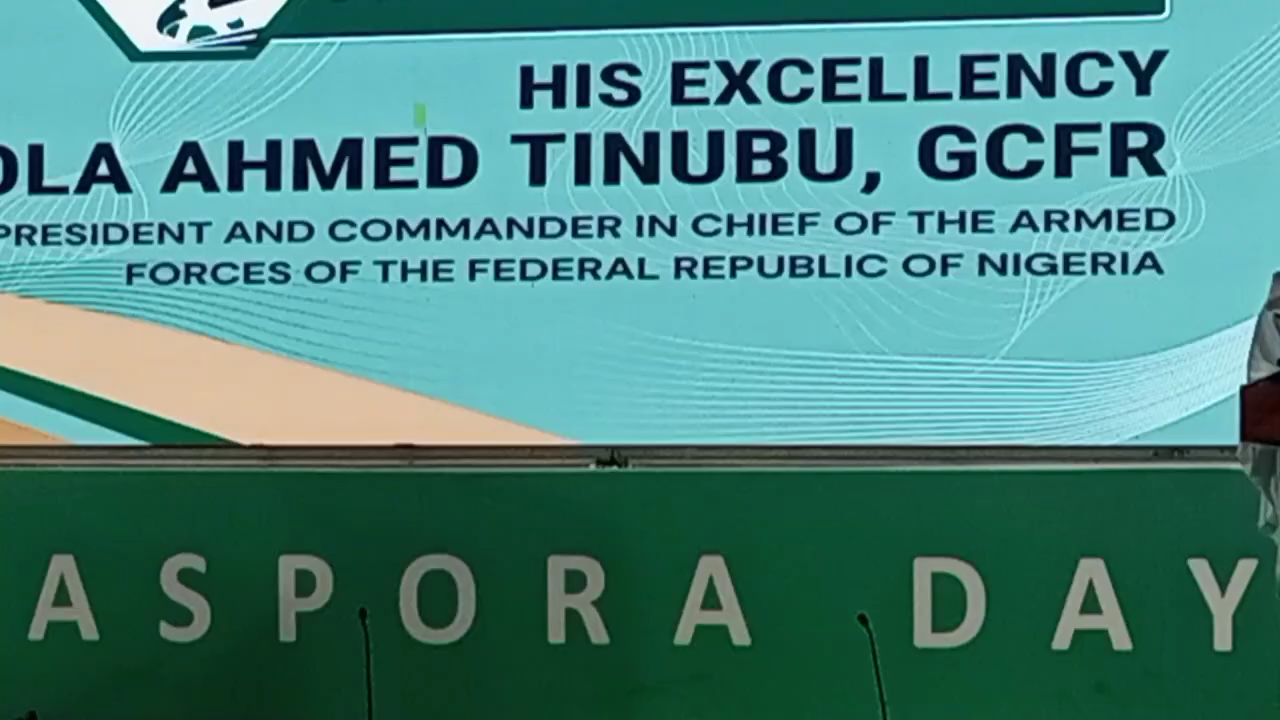 HIS EXCELLENCY
OLA AHMED TINUBU, GCFR
PRESIDENT AND COMMANDER IN CHIEF OF THE ARMED
FORCES OF THE FEDERAL REPUBLIC OF NIGERIA
ASPORA DAY